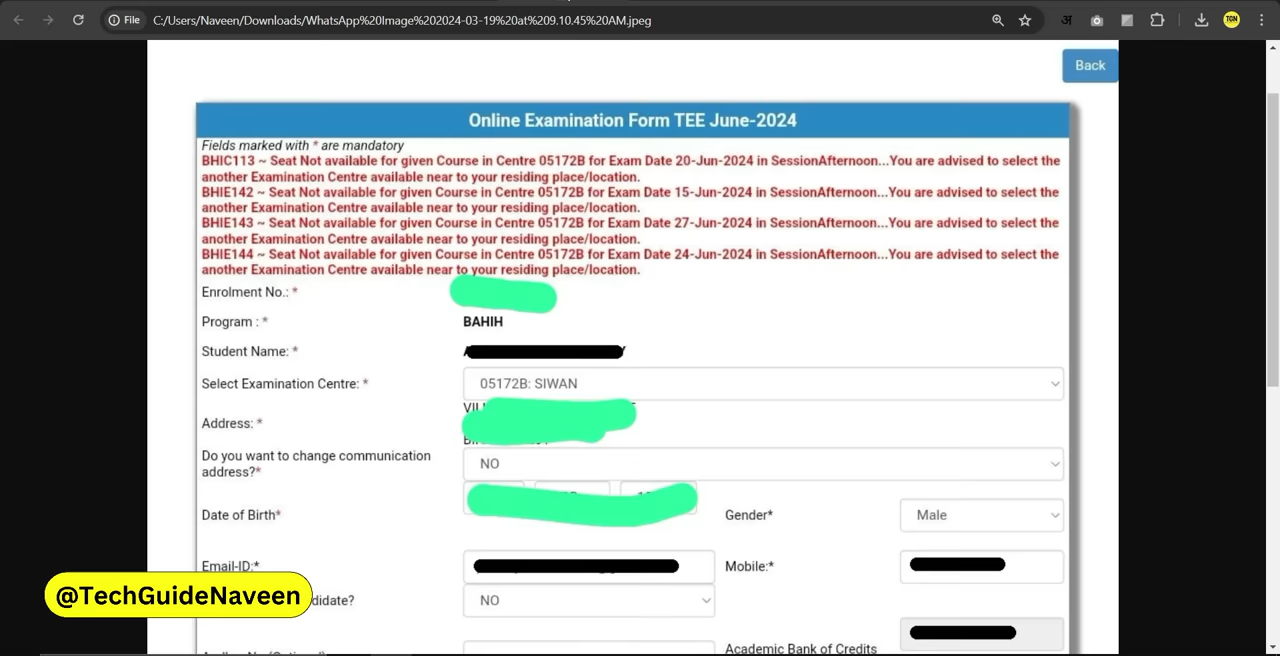 File C:/Users/Naveen/Downloads/WhatsApp%20Image%202024-03-19%20at%209.10.45%20AM.jpeg
अ
TGN
Back
Online Examination Form TEE June-2024
Fields marked with * are mandatory
BHIC113 ~ Seat Not available for given Course in Centre 05172B for Exam Date 20-Jun-2024 in SessionAfternoon...You are advised to select the
another Examination Centre available near to your residing place/location.
BHIE142 ~ Seat Not available for given Course in Centre 05172B for Exam Date 15-Jun-2024 in SessionAfternoon...You are advised to select the
another Examination Centre available near to your residing place/location.
BHIE143 ~ Seat Not available for given Course in Centre 05172B for Exam Date 27-Jun-2024 in SessionAfternoon...You are advised to select the
another Examination Centre available near to your residing place/location.
BHIE144 ~ Seat Not available for given Course in Centre 05172B for Exam Date 24-Jun-2024 in SessionAfternoon...You are advised to select the
another Examination Centre available near to your residing place/location.
Enrolment No.: *
Program : * BAHIH
Student Name: *
Select Examination Centre: * 05172B: SIWAN
Address: *
Do you want to change communication
address?* NO
Date of Birth* Gender* Male
Email-ID:* Mobile:*
@TechGuideNaveen
NO
Academic Bank of Credits